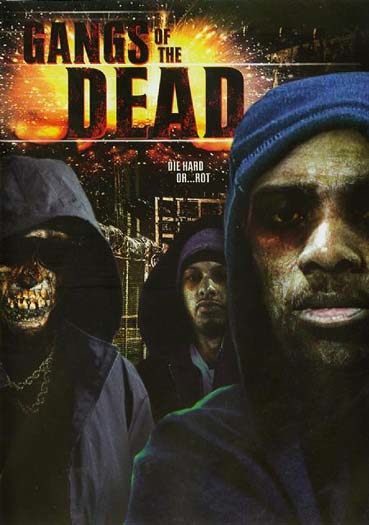 GANGS OF THE
DEAD
DIE HARD
OR...ROT